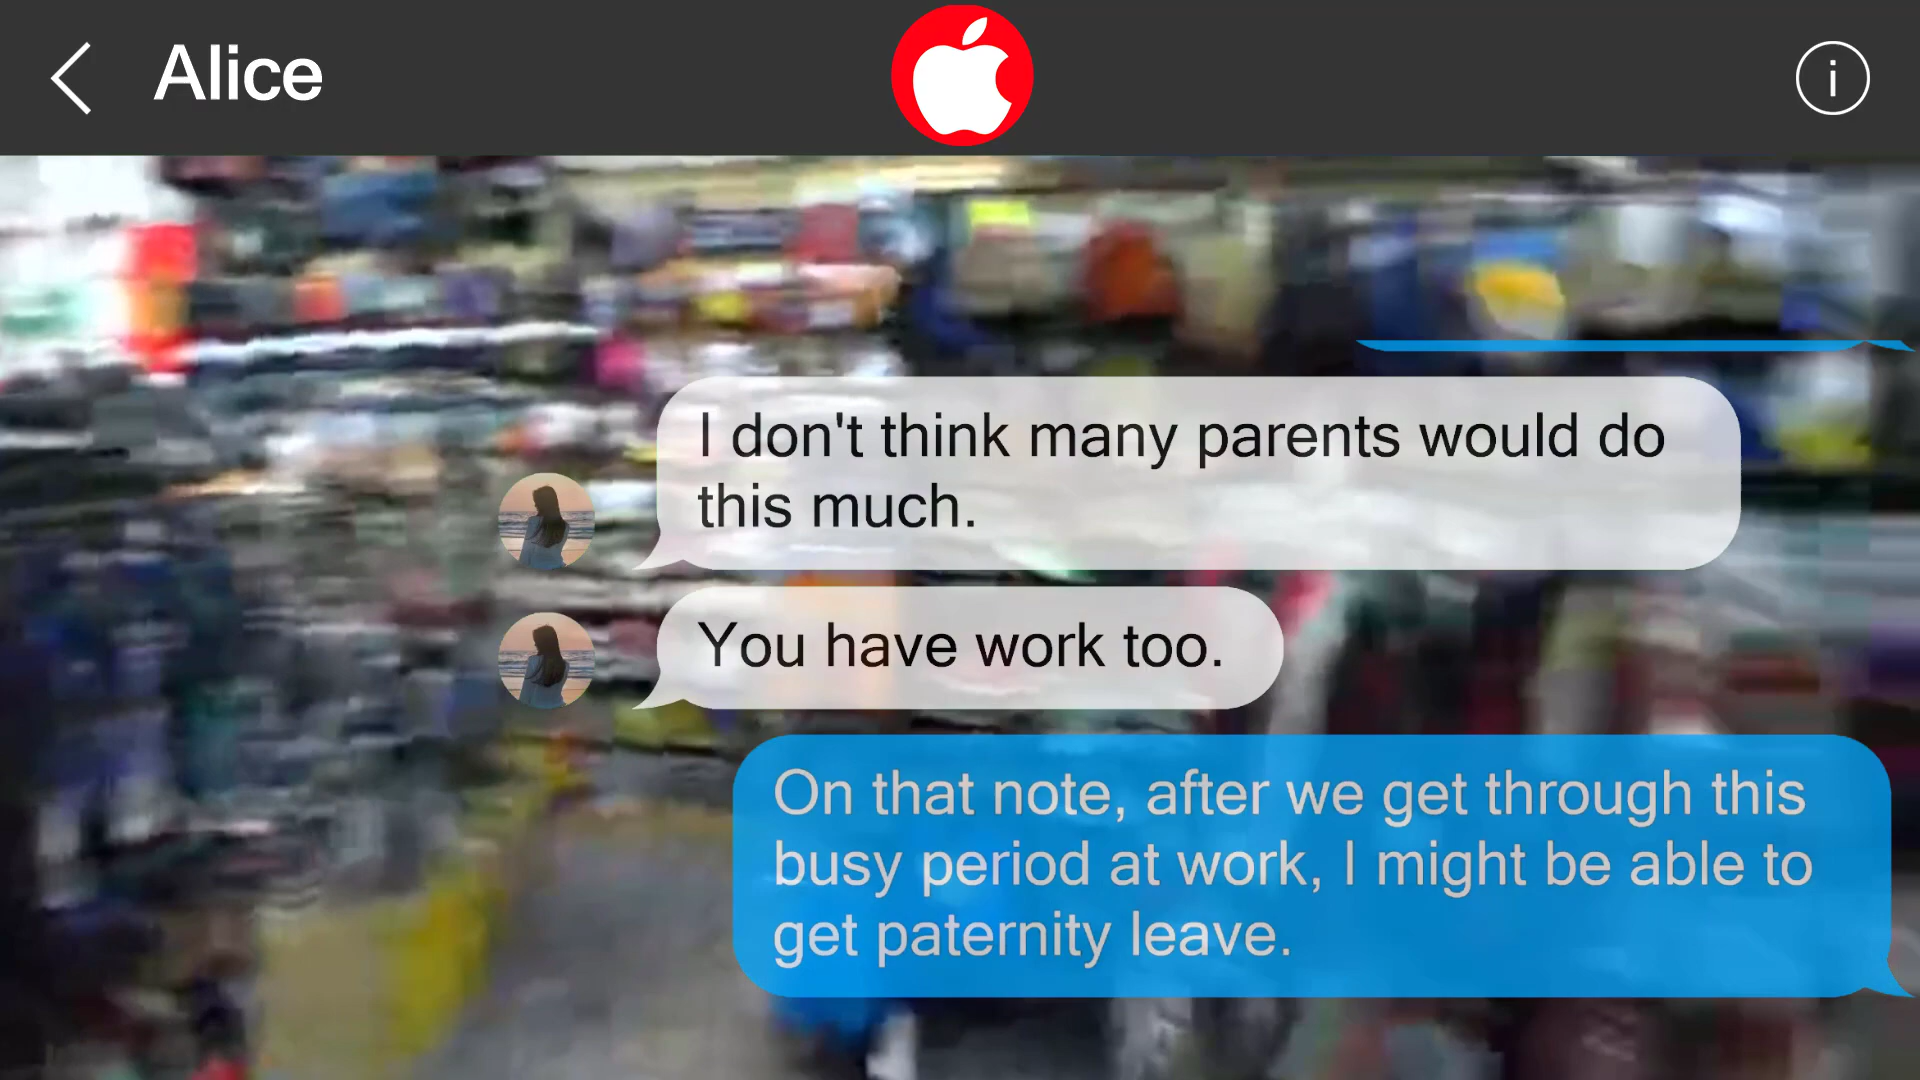 Alice
I don't think many parents would do
this much.
You have work too.
On that note, after we get through this
busy period at work, I might be able to
get paternity leave.